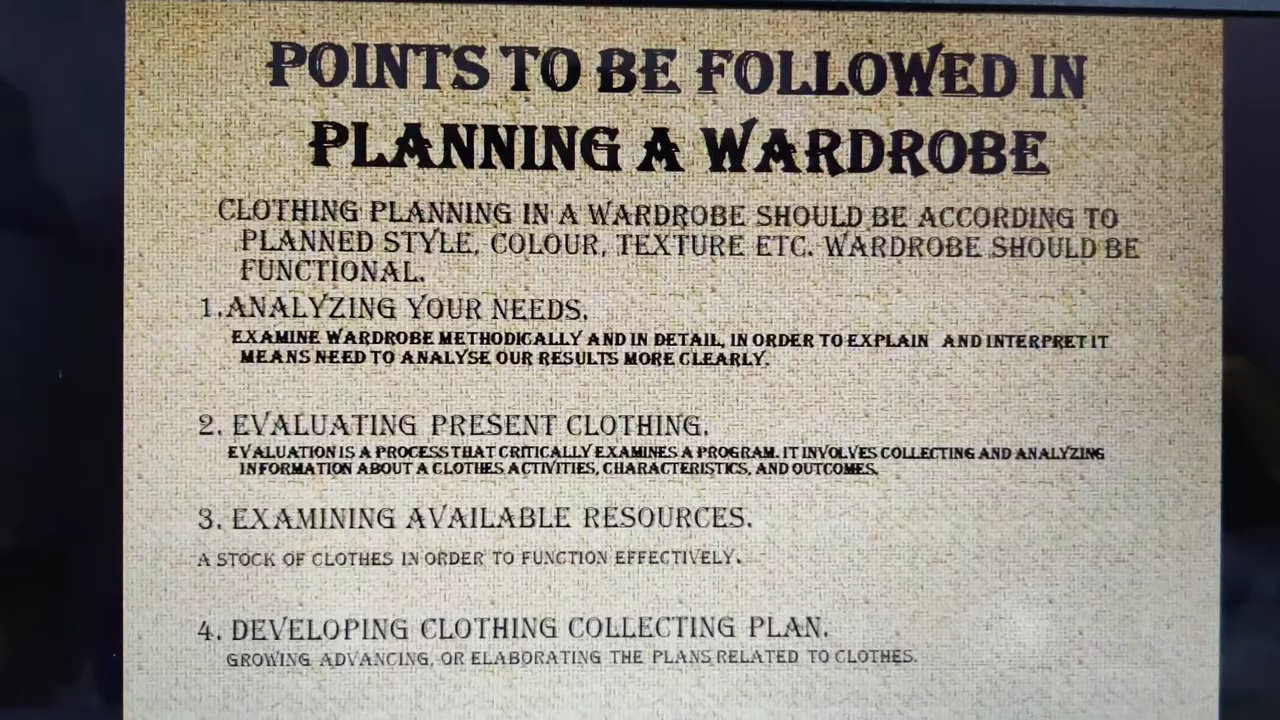 POINTS TO BE FOLLOWED IN
PLANNING A WARDROBE
CLOTHING PLANNING IN A WARDROBE SHOULD BE ACCORDING TO
PLANNED STYLE, COLOUR, TEXTURE ETC. WARDROBE SHOULD BE
FUNCTIONAL.
1.ANALYZING YOUR NEEDS.
EXAMINE WARDROBE METHODICALLY AND IN DETAIL, IN ORDER TO EXPLAIN AND INTERPRET IT
MEANS NEED TO ANALYSE OUR RESULTS MORE CLEARLY.
2. EVALUATING PRESENT CLOTHING.
EVALUATION IS A PROCESS THAT CRITICALLY EXAMINES A PROGRAM. IT INVOLVES COLLECTING AND ANALYZING
INFORMATION ABOUT A CLOTHES ACTIVITIES, CHARACTERISTICS, AND OUTCOMES.
3. EXAMINING AVAILABLE RESOURCES.
A STOCK OF CLOTHES IN ORDER TO FUNCTION EFFECTIVELY.
4. DEVELOPING CLOTHING COLLECTING PLAN.
GROWING ADVANCING, OR ELABORATING THE PLANS RELATED TO CLOTHES.